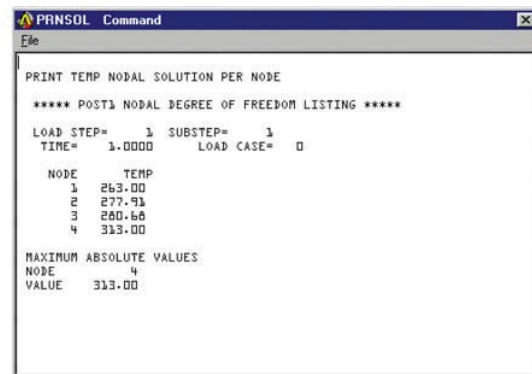 PRNSOL Command
File
PRINT TEMP NODAL SOLUTION PER NODE
***** POST1 NODAL DEGREE OF FREEDOM LISTING *****
LOAD STEP= 1 SUBSTEP= 1
TIME= 1.0000 LOAD CASE= 0
NODE TEMP
1 263.00
2 277.91
3 280.68
4 313.00
MAXIMUM ABSOLUTE VALUES
NODE 4
VALUE 313.00